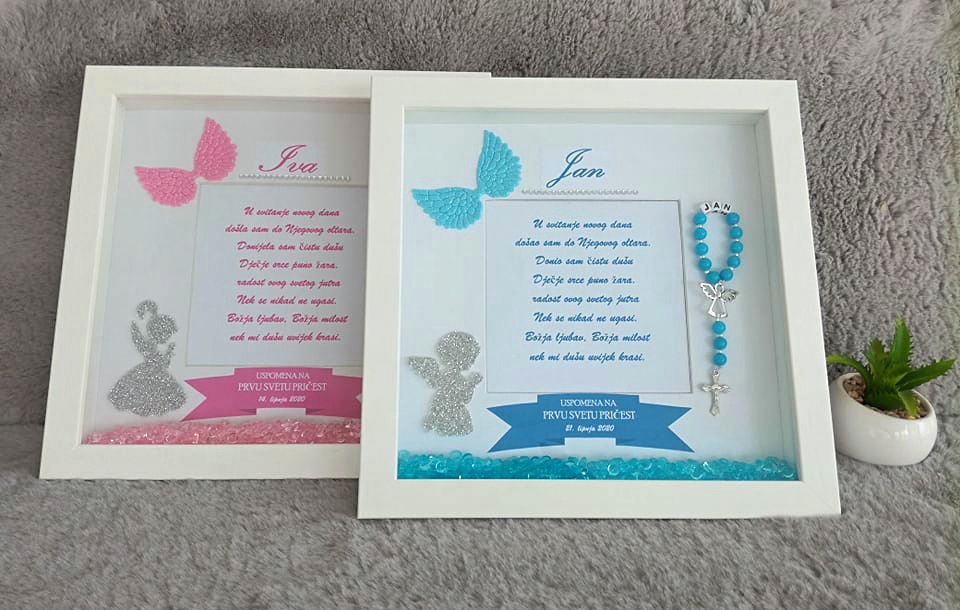 Iva
U svitanje novog dana
došla sam do Njegovog oltara.
Donijela sam čistu dušu
Dječje srce puno žara,
radost ovog svetog jutra
Nek se nikad ne ugasi.
Božja ljubav, Božja milost
nek mi dušu uvijek krasi.
USPOMENA NA
PRVU SVETU PRIČEST
14. lipnja 2020
Jan
U svitanje novog dana
došao sam do Njegovog oltara.
Donio sam čistu dušu
Dječje srce puno žara,
radost ovog svetog jutra
Nek se nikad ne ugasi.
Božja ljubav, Božja milost
nek mi dušu uvijek krasi.
USPOMENA NA
PRVU SVETU PRIČEST
21. lipnja 2020
JAN